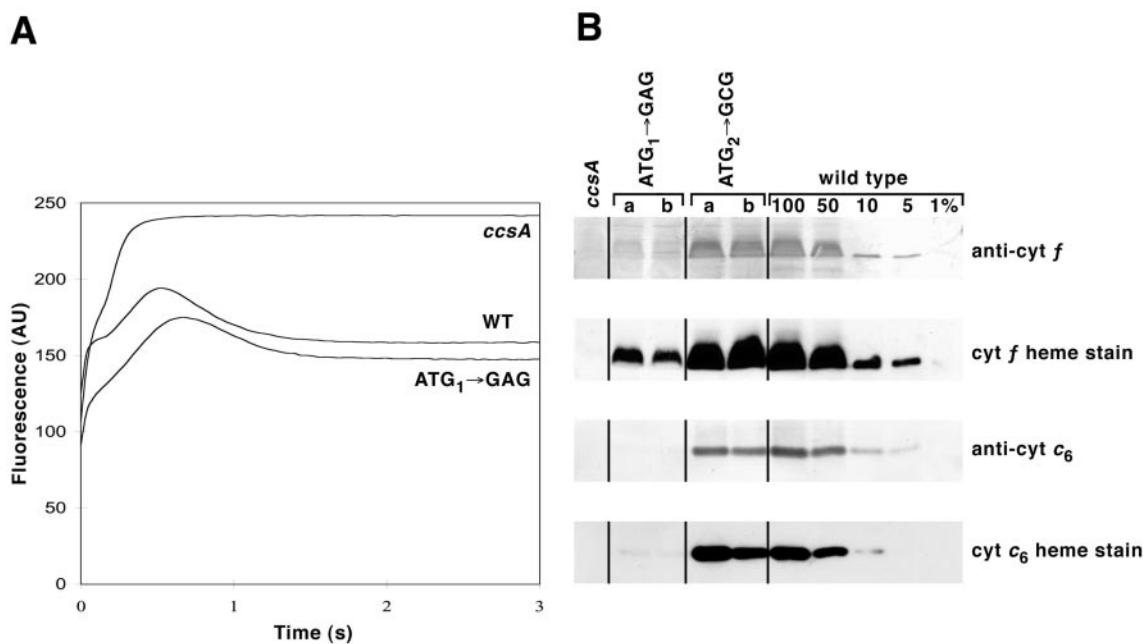 A
Fluorescence (AU)
250
200
150
100
50
0
ccsA
WT
ATG₁→GAG
0 1 2 3
Time (s)
B
ccsA
ATG₁→GAG
ATG₂→GCG
wild type
a b a b 100 50 10 5 1%
anti-cyt f
cyt f heme stain
anti-cyt c₆
cyt c₆ heme stain